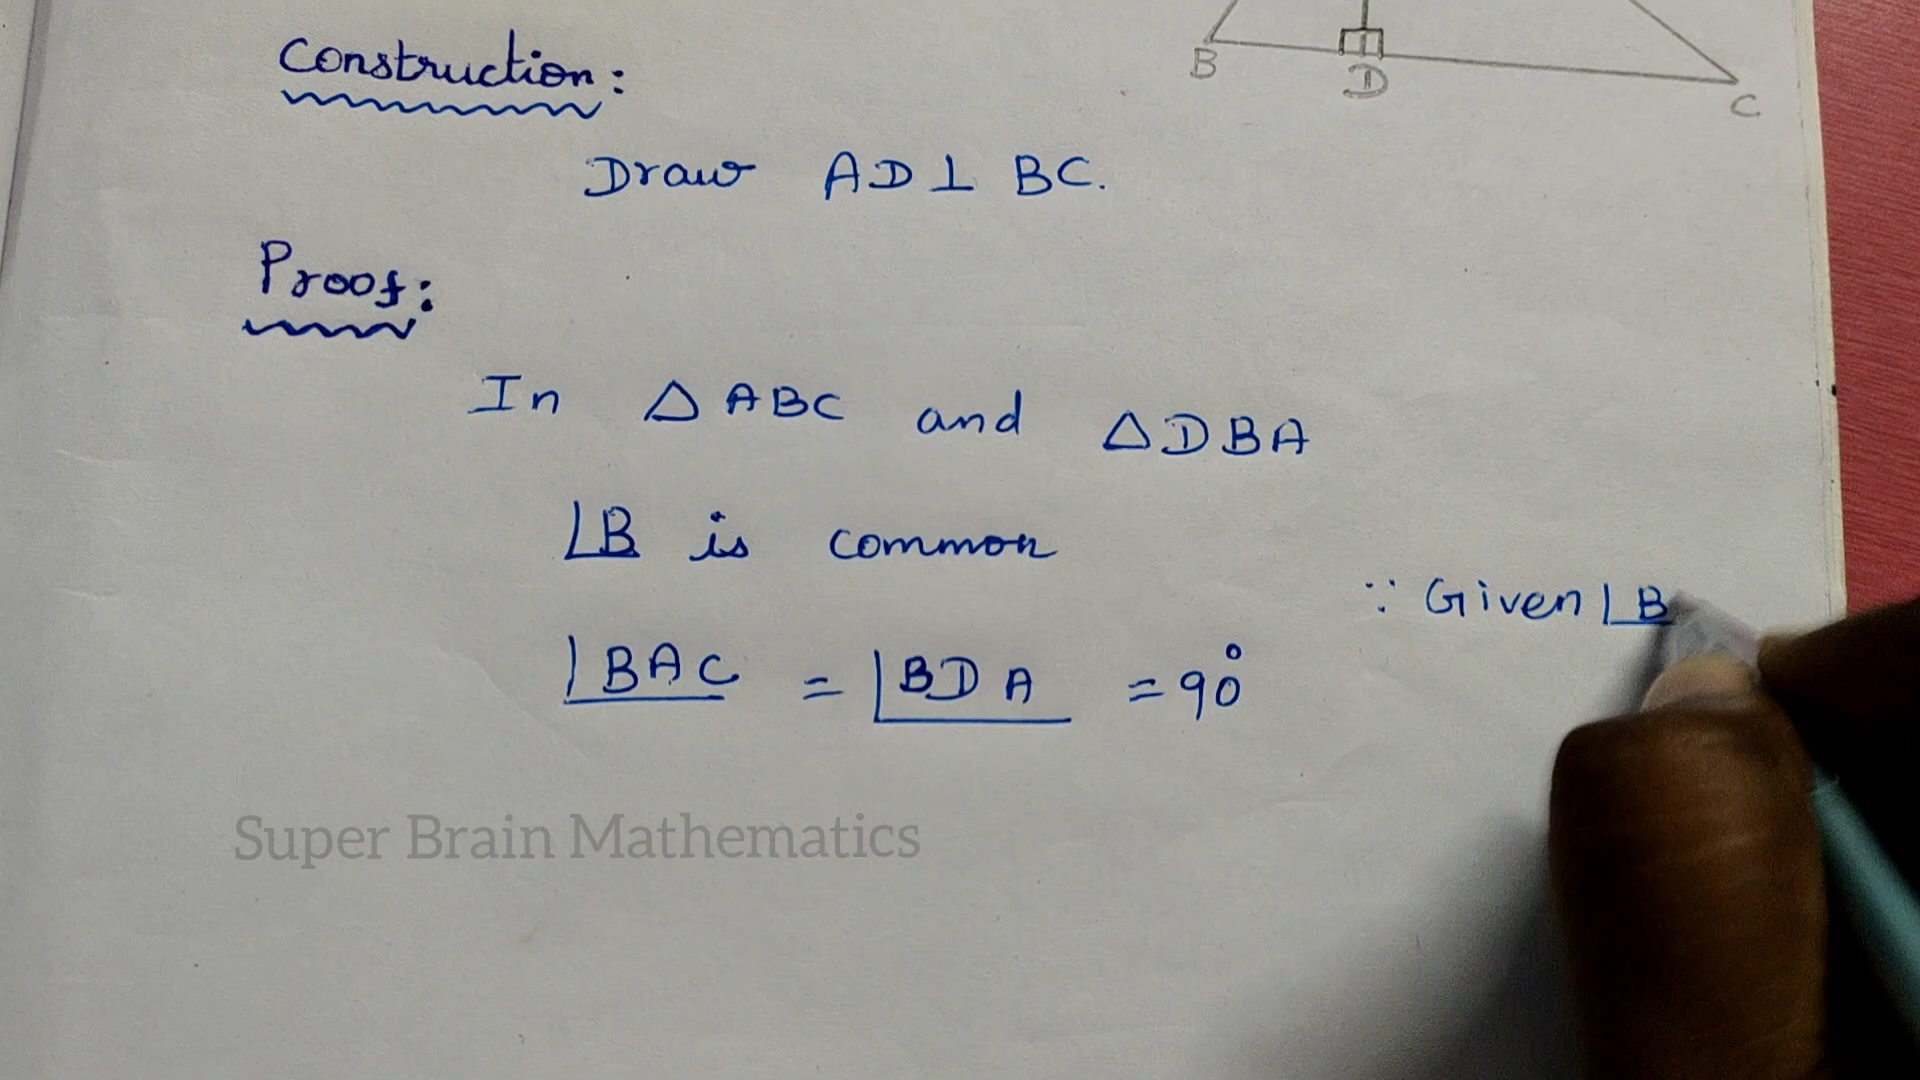 B
D
C
Construction:
Draw AD ⊥ BC.
Proof:
In △ ABC and △DBA
∠B is common
∵ Given ∠B
∠BAC = ∠BDA = 90°
Super Brain Mathematics